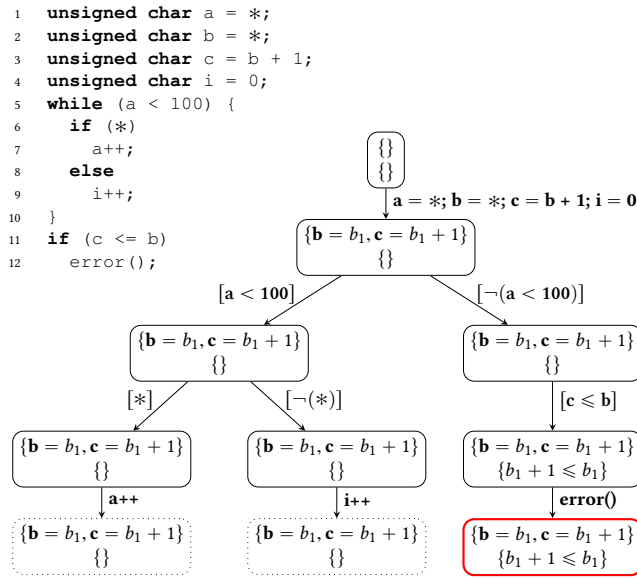 1 unsigned char a = *;
2 unsigned char b = *;
3 unsigned char c = b + 1;
4 unsigned char i = 0;
5 while (a < 100) {
6 if (*)
7 a++;
8 else
9 i++;
10 }
11 if (c <= b)
12 error();
{}
{}
a = *; b = *; c = b + 1; i = 0
{b = b₁, c = b₁ + 1}
{}
[a < 100] [¬(a < 100)]
{b = b₁, c = b₁ + 1} {b = b₁, c = b₁ + 1}
{} {}
[*] [¬(*)] [c ⩽ b]
{b = b₁, c = b₁ + 1} {b = b₁, c = b₁ + 1} {b = b₁, c = b₁ + 1}
{} {} {b₁ + 1 ⩽ b₁}
a++ i++ error()
{b = b₁, c = b₁ + 1} {b = b₁, c = b₁ + 1} {b = b₁, c = b₁ + 1}
{} {} {b₁ + 1 ⩽ b₁}